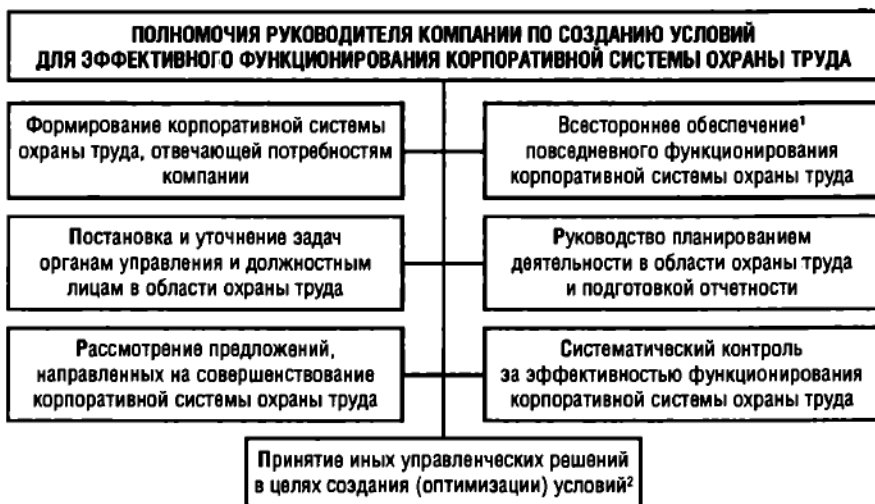 ПОЛНОМОЧИЯ РУКОВОДИТЕЛЯ КОМПАНИИ ПО СОЗДАНИЮ УСЛОВИЙ
ДЛЯ ЭФФЕКТИВНОГО ФУНКЦИОНИРОВАНИЯ КОРПОРАТИВНОЙ СИСТЕМЫ ОХРАНЫ ТРУДА
Формирование корпоративной системы
охраны труда, отвечающей потребностям
компании
Всестороннее обеспечение¹
повседневного функционирования
корпоративной системы охраны труда
Постановка и уточнение задач
органам управления и должностным
лицам в области охраны труда
Руководство планированием
деятельности в области охраны труда
и подготовкой отчетности
Рассмотрение предложений,
направленных на совершенствование
корпоративной системы охраны труда
Систематический контроль
за эффективностью функционирования
корпоративной системы охраны труда
Принятие иных управленческих решений
в целях создания (оптимизации) условий²